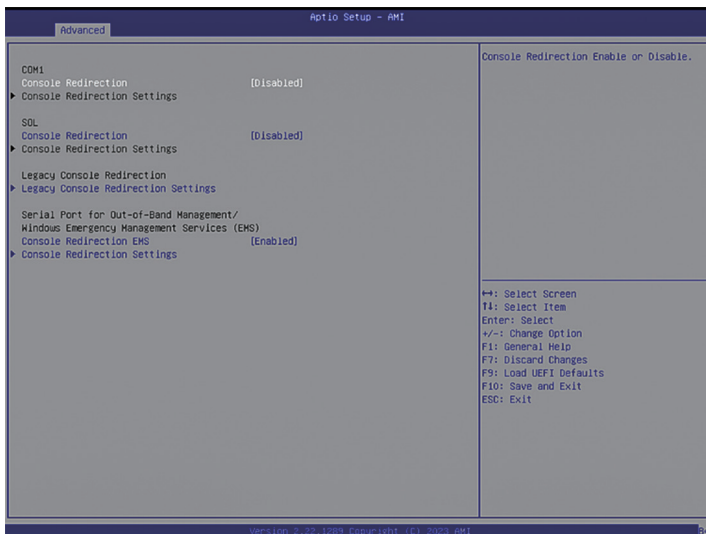 Aptio Setup - AMI
Advanced
COM1
Console Redirection [Disabled]
Console Redirection Settings
SOL
Console Redirection [Disabled]
Console Redirection Settings
Legacy Console Redirection
Legacy Console Redirection Settings
Serial Port for Out-of-Band Management/
Windows Emergency Management Services (EMS)
Console Redirection EMS [Enabled]
Console Redirection Settings
Console Redirection Enable or Disable.
↔: Select Screen
↑↓: Select Item
Enter: Select
+/-: Change Option
F1: General Help
F7: Discard Changes
F9: Load UEFI Defaults
F10: Save and Exit
ESC: Exit
Version 2.22.1289 Copyright (C) 2023 AMI